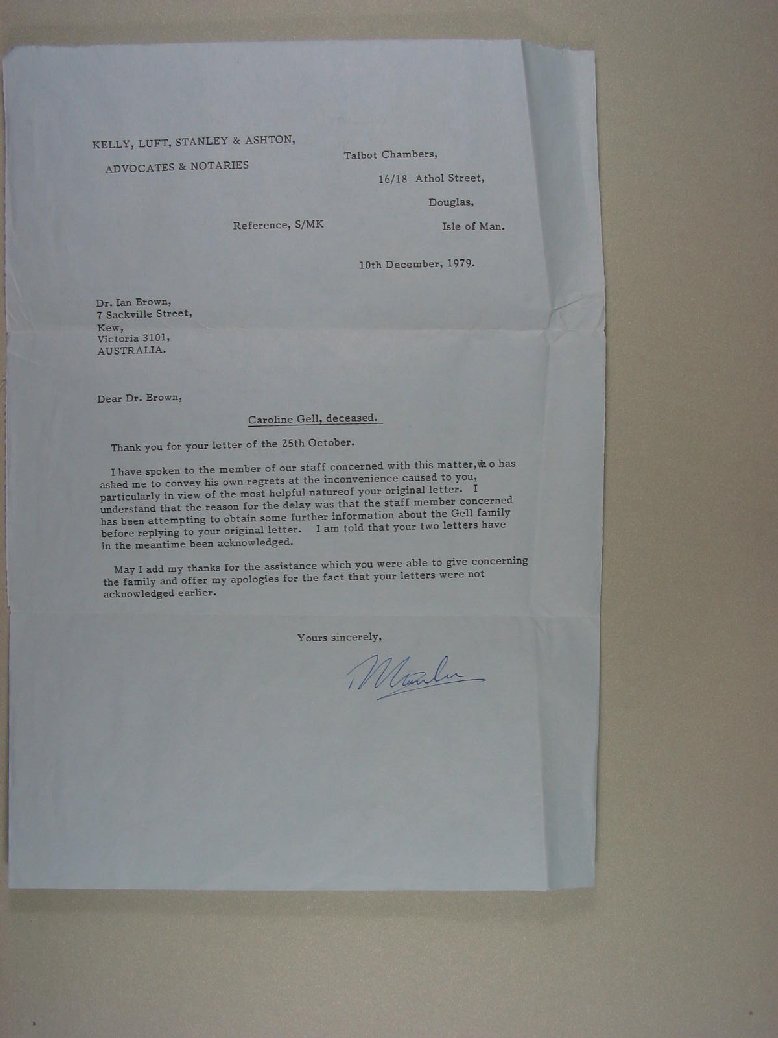 KELLY, LUFT, STANLEY & ASHTON,
ADVOCATES & NOTARIES
Talbot Chambers,
16/18 Athol Street,
Douglas,
Reference, S/MK
Isle of Man.
10th December, 1979.
Dr. Ian Brown,
7 Sackville Street,
Kew,
Victoria 3101,
AUSTRALIA.
Dear Dr. Brown,
Caroline Gell, deceased.
Thank you for your letter of the 25th October.
I have spoken to the member of our staff concerned with this matter, who has
asked me to convey his own regrets at the inconvenience caused to you,
particularly in view of the most helpful natureof your original letter. I
understand that the reason for the delay was that the staff member concerned
has been attempting to obtain some further information about the Gell family
before replying to your original letter. I am told that your two letters have
in the meantime been acknowledged.
May I add my thanks for the assistance which you were able to give concerning
the family and offer my apologies for the fact that your letters were not
acknowledged earlier.
Yours sincerely,